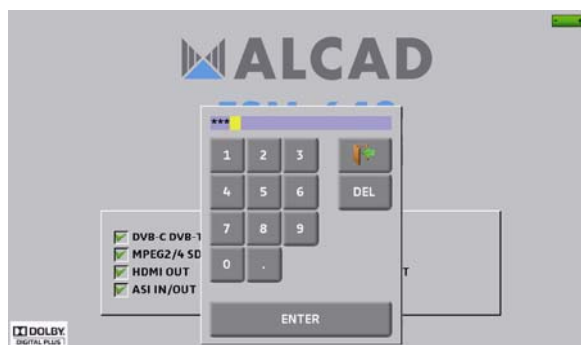 ALCAD
***
1 2 3
4 5 6 DEL
7 8 9
0 .
ENTER
DVB-C DVB-T
MPEG2/4 SD
HDMI OUT T
ASI IN/OUT
DOLBY
DIGITAL PLUS